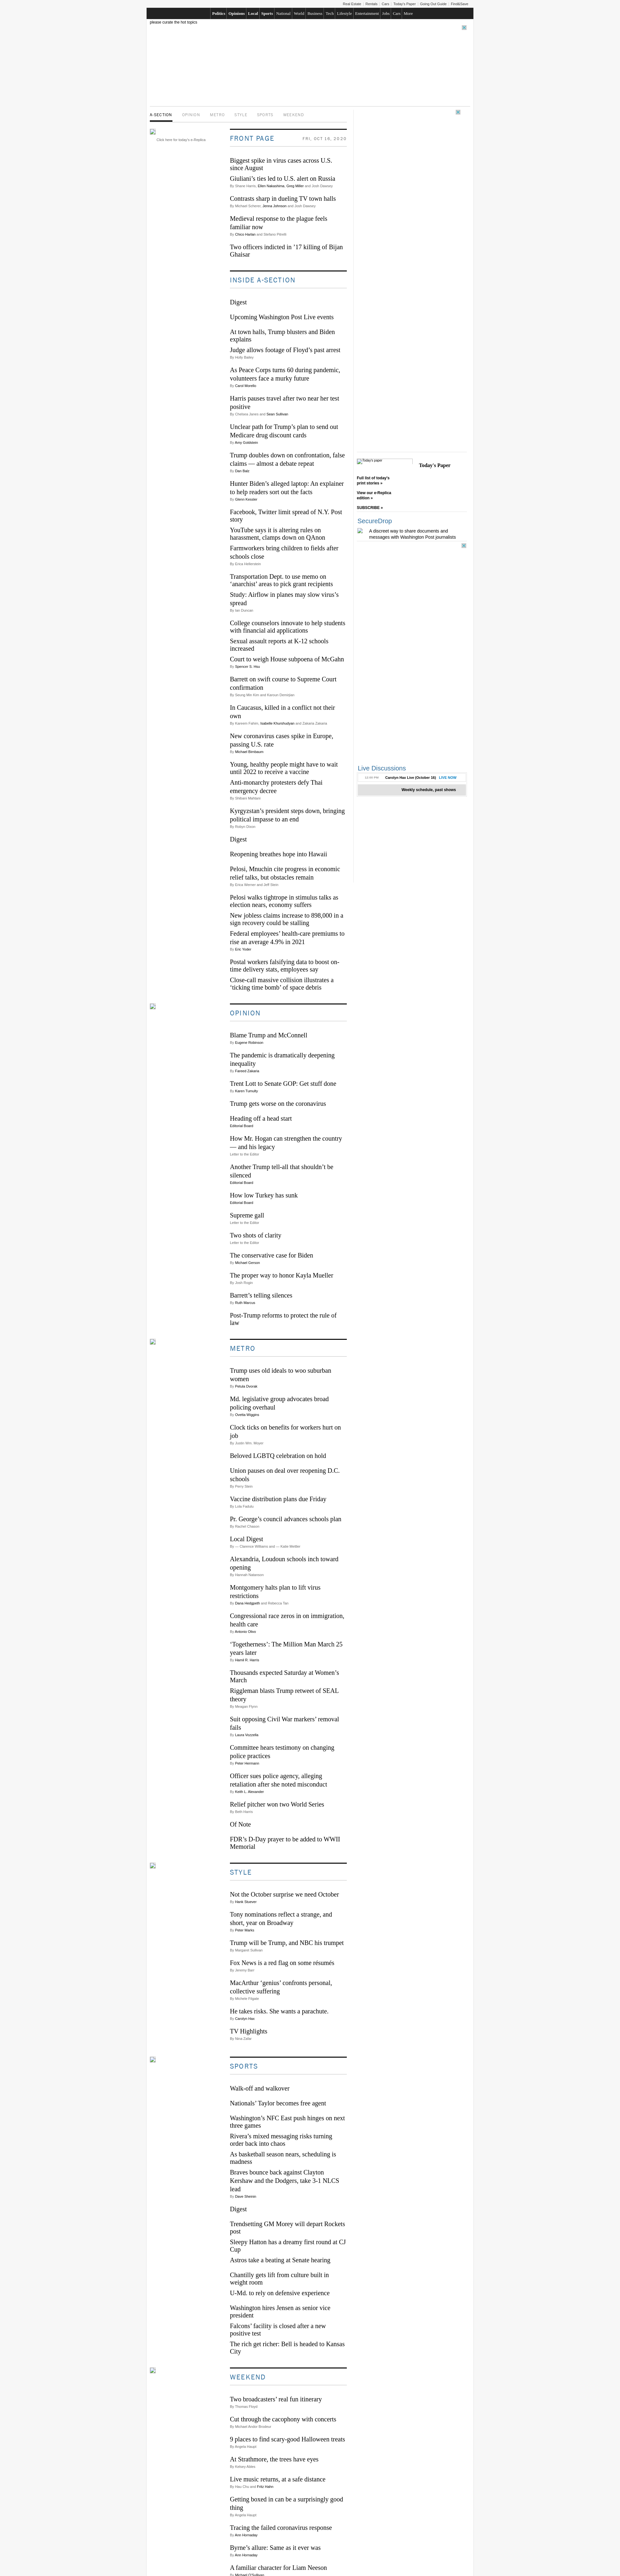 Real Estate Rentals Cars Today's Paper Going Out Guide Find&Save
Politics Opinions Local Sports National World Business Tech Lifestyle Entertainment Jobs Cars More
please curate the hot topics
A-SECTION OPINION METRO STYLE SPORTS WEEKEND
Click here for today's e-Replica
FRONT PAGE
FRI, OCT 16, 2020
Biggest spike in virus cases across U.S.
since August
Giuliani's ties led to U.S. alert on Russia
By Shane Harris, Ellen Nakashima, Greg Miller and Josh Dawsey
Contrasts sharp in dueling TV town halls
By Michael Scherer, Jenna Johnson and Josh Dawsey
Medieval response to the plague feels
familiar now
By Chico Harlan and Stefano Pitrelli
Two officers indicted in '17 killing of Bijan
Ghaisar
INSIDE A-SECTION
Digest
Upcoming Washington Post Live events
At town halls, Trump blusters and Biden
explains
Judge allows footage of Floyd's past arrest
By Holly Bailey
As Peace Corps turns 60 during pandemic,
volunteers face a murky future
By Carol Morello
Harris pauses travel after two near her test
positive
By Chelsea Janes and Sean Sullivan
Unclear path for Trump's plan to send out
Medicare drug discount cards
By Amy Goldstein
Trump doubles down on confrontation, false
claims — almost a debate repeat
By Dan Balz
Hunter Biden's alleged laptop: An explainer
to help readers sort out the facts
By Glenn Kessler
Facebook, Twitter limit spread of N.Y. Post
story
YouTube says it is altering rules on
harassment, clamps down on QAnon
Farmworkers bring children to fields after
schools close
By Erica Hellerstein
Transportation Dept. to use memo on
'anarchist' areas to pick grant recipients
Study: Airflow in planes may slow virus's
spread
By Ian Duncan
College counselors innovate to help students
with financial aid applications
Sexual assault reports at K-12 schools
increased
Court to weigh House subpoena of McGahn
By Spencer S. Hsu
Barrett on swift course to Supreme Court
confirmation
By Seung Min Kim and Karoun Demirjian
In Caucasus, killed in a conflict not their
own
By Kareem Fahim, Isabelle Khurshudyan and Zakaria Zakaria
New coronavirus cases spike in Europe,
passing U.S. rate
By Michael Birnbaum
Young, healthy people might have to wait
until 2022 to receive a vaccine
Anti-monarchy protesters defy Thai
emergency decree
By Shibani Mahtani
Kyrgyzstan's president steps down, bringing
political impasse to an end
By Robyn Dixon
Digest
Reopening breathes hope into Hawaii
Pelosi, Mnuchin cite progress in economic
relief talks, but obstacles remain
By Erica Werner and Jeff Stein
Pelosi walks tightrope in stimulus talks as
election nears, economy suffers
New jobless claims increase to 898,000 in a
sign recovery could be stalling
Federal employees' health-care premiums to
rise an average 4.9% in 2021
By Eric Yoder
Postal workers falsifying data to boost on-
time delivery stats, employees say
Close-call massive collision illustrates a
'ticking time bomb' of space debris
OPINION
Blame Trump and McConnell
By Eugene Robinson
The pandemic is dramatically deepening
inequality
By Fareed Zakaria
Trent Lott to Senate GOP: Get stuff done
By Karen Tumulty
Trump gets worse on the coronavirus
Heading off a head start
Editorial Board
How Mr. Hogan can strengthen the country
— and his legacy
Letter to the Editor
Another Trump tell-all that shouldn't be
silenced
Editorial Board
How low Turkey has sunk
Editorial Board
Supreme gall
Letter to the Editor
Two shots of clarity
Letter to the Editor
The conservative case for Biden
By Michael Gerson
The proper way to honor Kayla Mueller
By Josh Rogin
Barrett's telling silences
By Ruth Marcus
Post-Trump reforms to protect the rule of
law
METRO
Trump uses old ideals to woo suburban
women
By Petula Dvorak
Md. legislative group advocates broad
policing overhaul
By Ovetta Wiggins
Clock ticks on benefits for workers hurt on
job
By Justin Wm. Moyer
Beloved LGBTQ celebration on hold
Union pauses on deal over reopening D.C.
schools
By Perry Stein
Vaccine distribution plans due Friday
By Lola Fadulu
Pr. George's council advances schools plan
By Rachel Chason
Local Digest
By — Clarence Williams and — Katie Mettler
Alexandria, Loudoun schools inch toward
opening
By Hannah Natanson
Montgomery halts plan to lift virus
restrictions
By Dana Hedgpeth and Rebecca Tan
Congressional race zeros in on immigration,
health care
By Antonio Olivo
'Togetherness': The Million Man March 25
years later
By Hamil R. Harris
Thousands expected Saturday at Women's
March
Riggleman blasts Trump retweet of SEAL
theory
By Meagan Flynn
Suit opposing Civil War markers' removal
fails
By Laura Vozzella
Committee hears testimony on changing
police practices
By Peter Hermann
Officer sues police agency, alleging
retaliation after she noted misconduct
By Keith L. Alexander
Relief pitcher won two World Series
By Beth Harris
Of Note
FDR's D-Day prayer to be added to WWII
Memorial
STYLE
Not the October surprise we need October
By Hank Stuever
Tony nominations reflect a strange, and
short, year on Broadway
By Peter Marks
Trump will be Trump, and NBC his trumpet
By Margaret Sullivan
Fox News is a red flag on some résumés
By Jeremy Barr
MacArthur 'genius' confronts personal,
collective suffering
By Michele Filgate
He takes risks. She wants a parachute.
By Carolyn Hax
TV Highlights
By Nina Zafar
SPORTS
Walk-off and walkover
Nationals' Taylor becomes free agent
Washington's NFC East push hinges on next
three games
Rivera's mixed messaging risks turning
order back into chaos
As basketball season nears, scheduling is
madness
Braves bounce back against Clayton
Kershaw and the Dodgers, take 3-1 NLCS
lead
By Dave Sheinin
Digest
Trendsetting GM Morey will depart Rockets
post
Sleepy Hatton has a dreamy first round at CJ
Cup
Astros take a beating at Senate hearing
Chantilly gets lift from culture built in
weight room
U-Md. to rely on defensive experience
Washington hires Jensen as senior vice
president
Falcons' facility is closed after a new
positive test
The rich get richer: Bell is headed to Kansas
City
WEEKEND
Two broadcasters' real fun itinerary
By Thomas Floyd
Cut through the cacophony with concerts
By Michael Andor Brodeur
9 places to find scary-good Halloween treats
By Angela Haupt
At Strathmore, the trees have eyes
By Kelsey Ables
Live music returns, at a safe distance
By Hau Chu and Fritz Hahn
Getting boxed in can be a surprisingly good
thing
By Angela Haupt
Tracing the failed coronavirus response
By Ann Hornaday
Byrne's allure: Same as it ever was
By Ann Hornaday
A familiar character for Liam Neeson
By Michael O'Sullivan
Today's paper
Today's Paper
Full list of today's
print stories »
View our e-Replica
edition »
SUBSCRIBE »
SecureDrop
A discreet way to share documents and
messages with Washington Post journalists
Live Discussions
12:00 PM Carolyn Hax Live (October 16) LIVE NOW
Weekly schedule, past shows